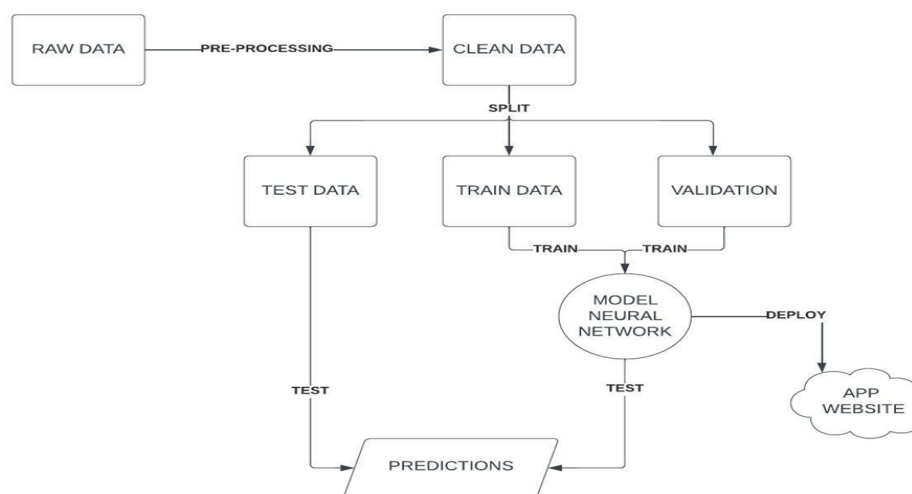 RAW DATA
PRE-PROCESSING
CLEAN DATA
SPLIT
TEST DATA
TRAIN DATA
VALIDATION
TRAIN
TRAIN
MODEL
NEURAL
NETWORK
DEPLOY
APP
WEBSITE
TEST
TEST
PREDICTIONS